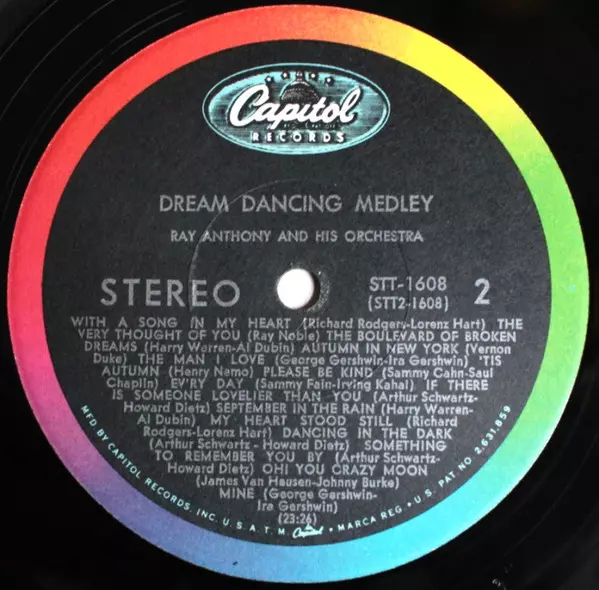 Capitol
RECORDS
DREAM DANCING MEDLEY
RAY ANTHONY AND HIS ORCHESTRA
STEREO
STT-1608
(STT2-1608)
2
WITH A SONG IN MY HEART (Richard Rodgers-Lorenz Hart) THE
VERY THOUGHT OF YOU (Ray Noble) THE BOULEVARD OF BROKEN
DREAMS (Harry Warren-Al Dubin) AUTUMN IN NEW YORK (Vernon
Duke) THE MAN I LOVE (George Gershwin-Ira Gershwin) 'TIS
AUTUMN (Henry Nemo) PLEASE BE KIND (Sammy Cahn-Saul
Chaplin) EV'RY DAY (Sammy Fain-Irving Kahal) IF THERE
IS SOMEONE LOVELIER THAN YOU (Arthur Schwartz-
Howard Dietz) SEPTEMBER IN THE RAIN (Harry Warren-
Al Dubin) MY HEART STOOD STILL (Richard
Rodgers-Lorenz Hart) DANCING IN THE DARK
(Arthur Schwartz - Howard Dietz) SOMETHING
TO REMEMBER YOU BY (Arthur Schwartz-
Howard Dietz) OH! YOU CRAZY MOON
(James Van Heusen-Johnny Burke)
MINE (George Gershwin-
Ira Gershwin)
(23:26)
MFD BY CAPITOL RECORDS, INC. U.S.A. T.M. Capitol MARCA REG. • U.S. PAT. NO. 2,631,859